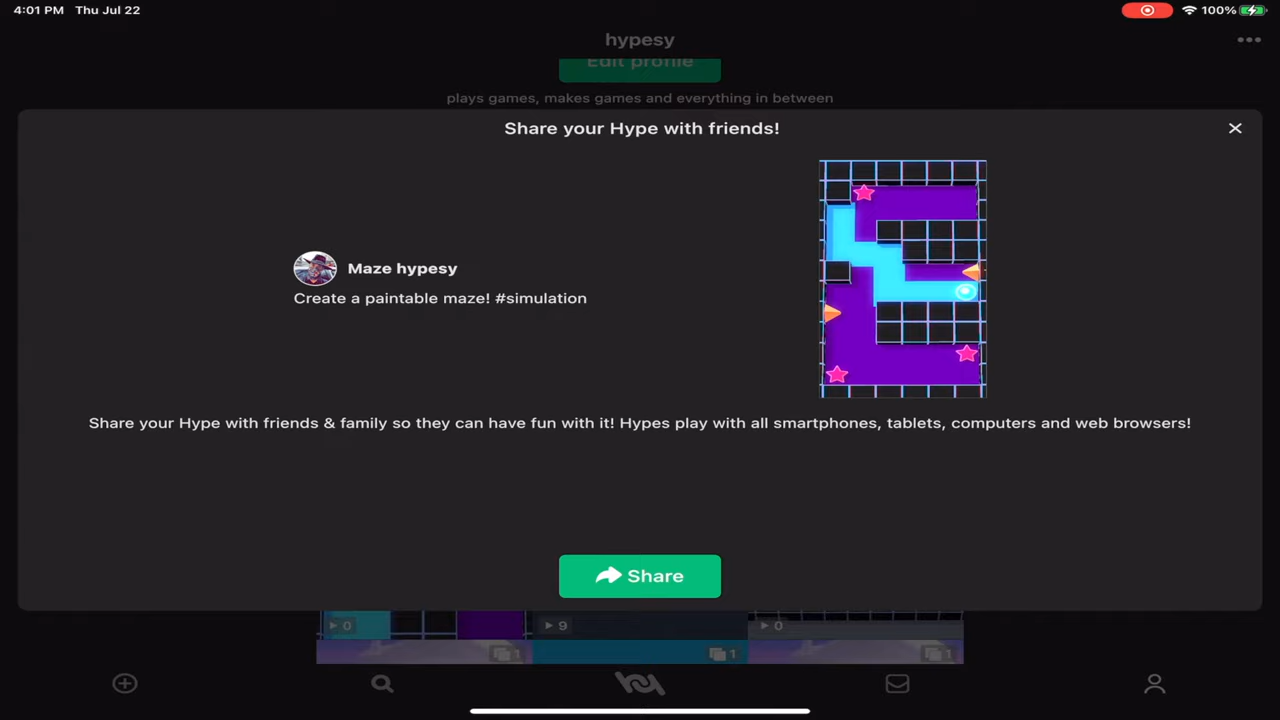 4:01 PM Thu Jul 22
100%
hypesy
Edit profile
plays games, makes games and everything in between
Share your Hype with friends!
Maze hypesy
Create a paintable maze! #simulation
Share your Hype with friends & family so they can have fun with it! Hypes play with all smartphones, tablets, computers and web browsers!
Share
0
9
0
1
1
1